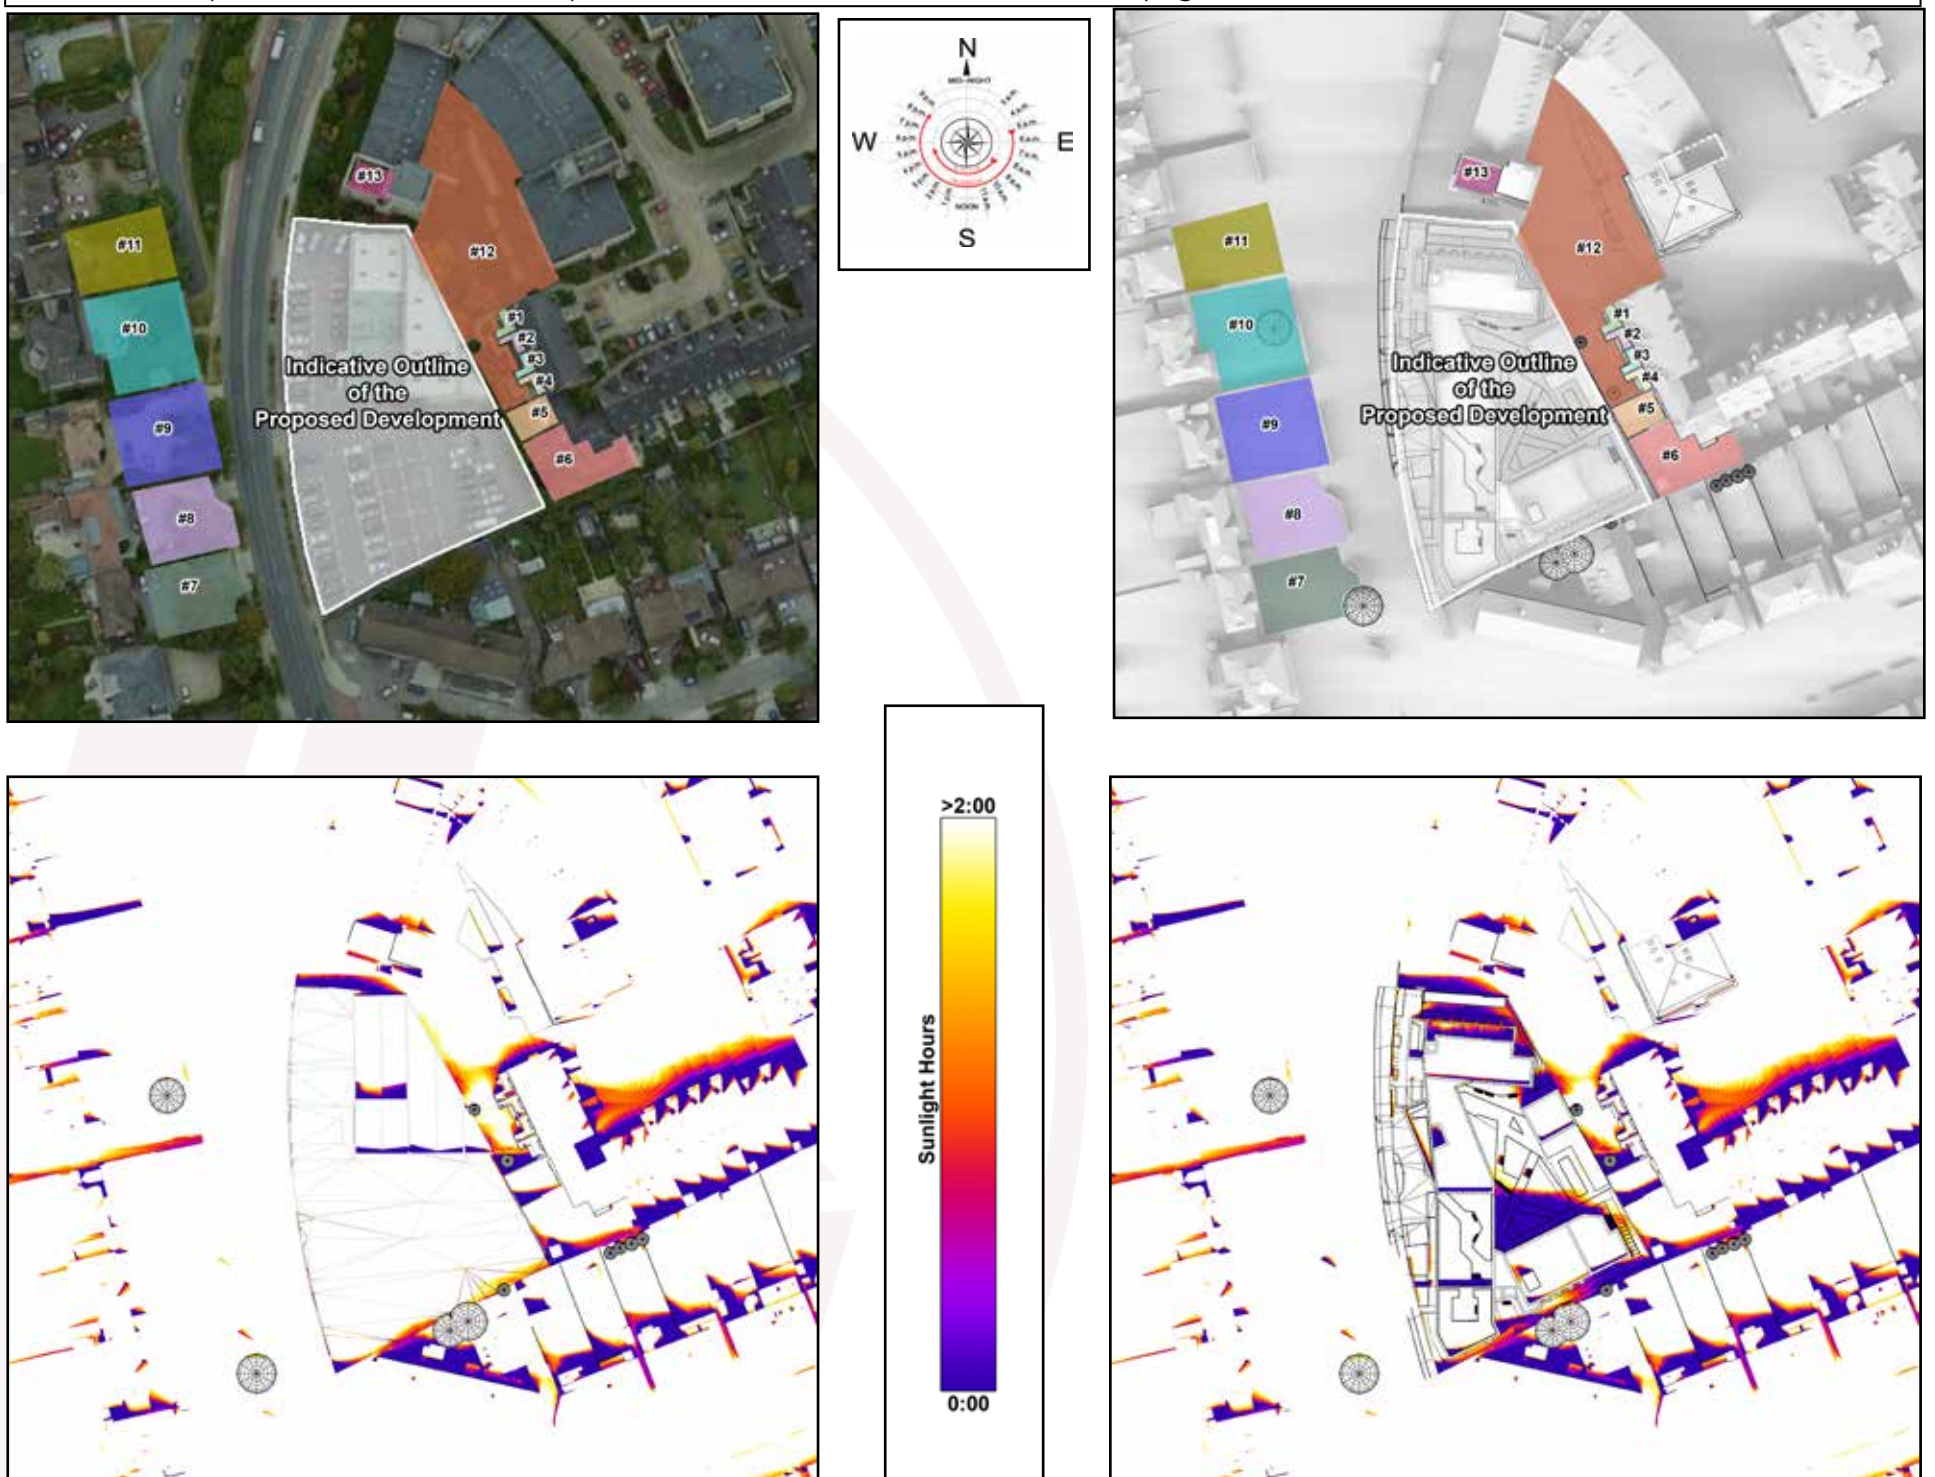 #13
#12
#11
#10
#9
#8
#7
#1
#2
#3
#4
#5
#6
Indicative Outline
of the
Proposed Development
N
MID-NIGHT
W
E
NOON
S
#13
#12
#11
#10
#9
#8
#7
#1
#2
#3
#4
#5
#6
Indicative Outline
of the
Proposed Development
>2:00
Sunlight Hours
0:00